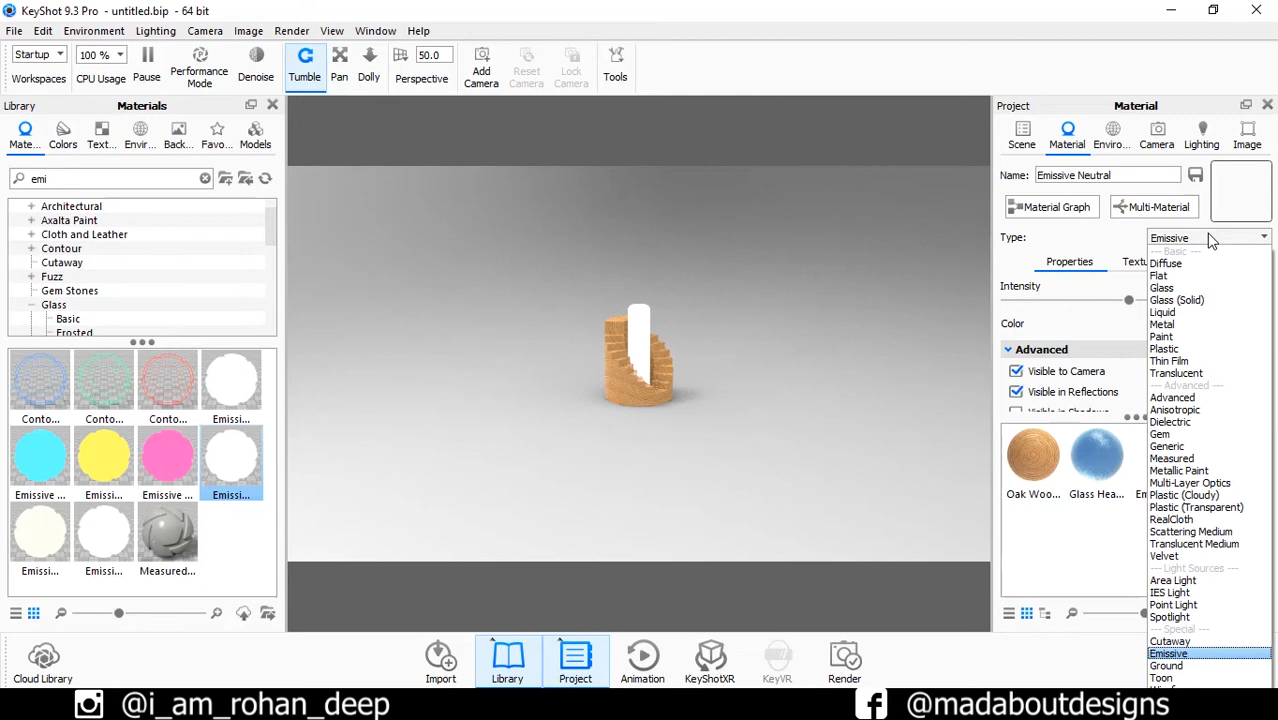 KeyShot 9.3 Pro - untitled.bip - 64 bit
File Edit Environment Lighting Camera Image Render View Window Help
Startup 100 % 50.0
Workspaces CPU Usage Pause Performance Mode Denoise Tumble Pan Dolly Perspective Add Camera Reset Camera Lock Camera Tools
Library Materials
Mate... Colors Text... Envir... Back... Favo... Models
emi
Architectural
Axalta Paint
Cloth and Leather
Contour
Cutaway
Fuzz
Gem Stones
Glass
Basic
Frosted
Conto... Conto... Conto... Emissi...
Emissive ... Emissi... Emissive ... Emissi...
Emissi... Emissi... Measured...
Project Material
Scene Material Enviro... Camera Lighting Image
Name: Emissive Neutral
Material Graph Multi-Material
Type: Emissive
Properties Textu
Intensity
Color
Advanced
Visible to Camera
Visible in Reflections
Visible in Shadows
Oak Woo... Glass Hea... Em
--- Basic ---
Diffuse
Flat
Glass
Glass (Solid)
Liquid
Metal
Paint
Plastic
Thin Film
Translucent
--- Advanced ---
Advanced
Anisotropic
Dielectric
Gem
Generic
Measured
Metallic Paint
Multi-Layer Optics
Plastic (Cloudy)
Plastic (Transparent)
RealCloth
Scattering Medium
Translucent Medium
Velvet
--- Light Sources ---
Area Light
IES Light
Point Light
Spotlight
--- Special ---
Cutaway
Emissive
Ground
Toon
Cloud Library Import Library Project Animation KeyShotXR KeyVR Render
@i_am_rohan_deep @madaboutdesigns